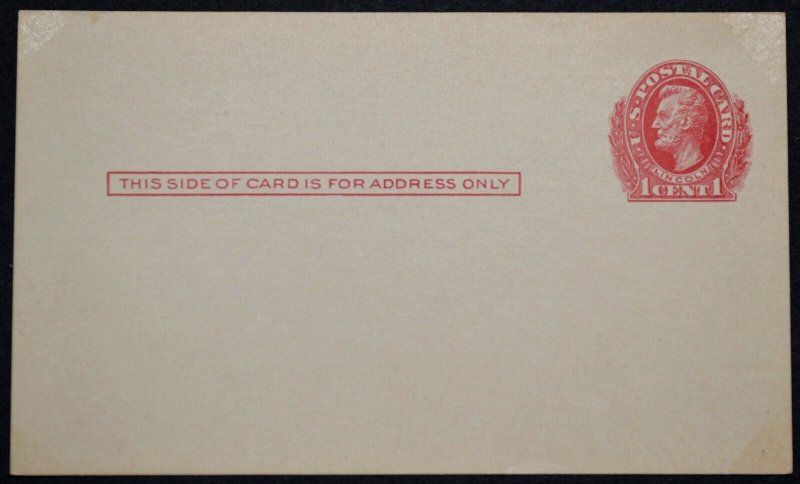 U.S. POSTAL CARD
LINCOLN
1 CENT 1
THIS SIDE OF CARD IS FOR ADDRESS ONLY